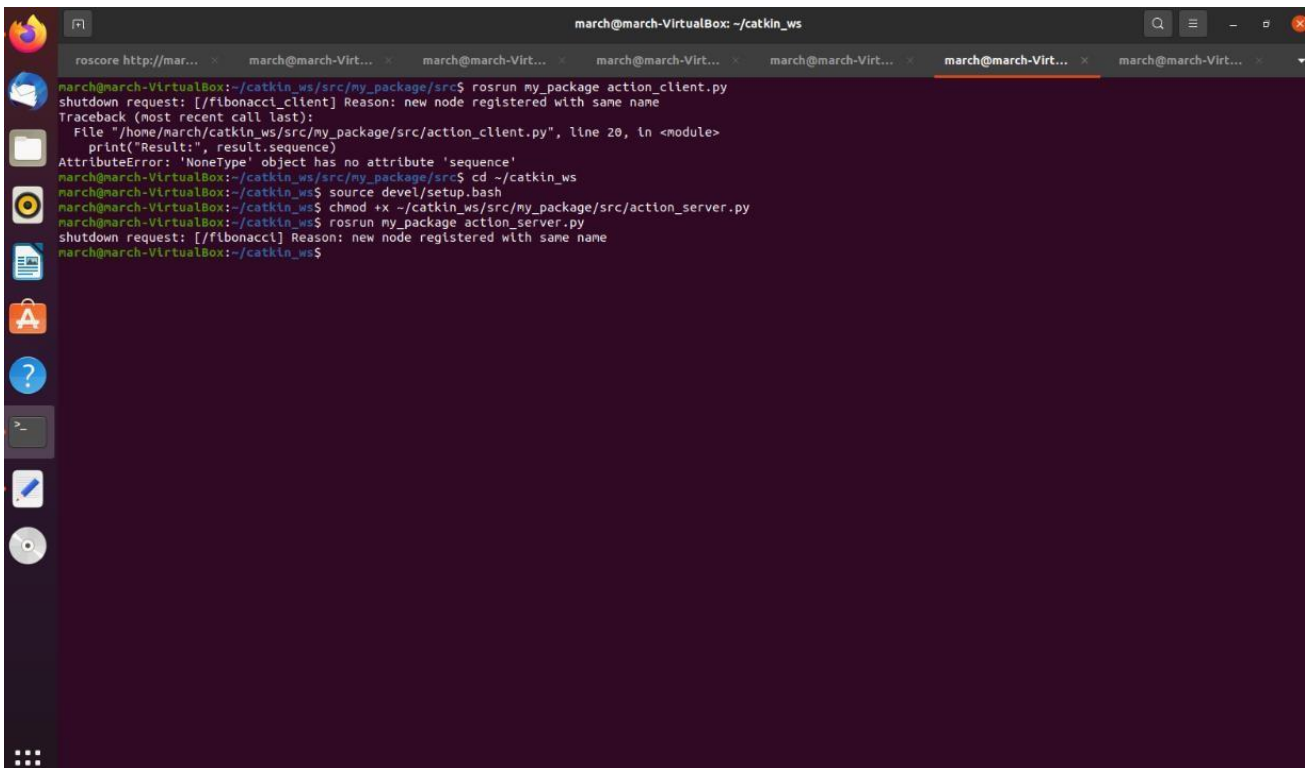 march@march-VirtualBox: ~/catkin_ws
roscore http://mar...
march@march-Virt...
march@march-Virt...
march@march-Virt...
march@march-Virt...
march@march-Virt...
march@march-Virt...
march@march-VirtualBox:~/catkin_ws/src/my_package/src$ rosrun my_package action_client.py
shutdown request: [/fibonacci_client] Reason: new node registered with same name
Traceback (most recent call last):
  File "/home/march/catkin_ws/src/my_package/src/action_client.py", line 20, in <module>
    print("Result:", result.sequence)
AttributeError: 'NoneType' object has no attribute 'sequence'
march@march-VirtualBox:~/catkin_ws/src/my_package/src$ cd ~/catkin_ws
march@march-VirtualBox:~/catkin_ws$ source devel/setup.bash
march@march-VirtualBox:~/catkin_ws$ chmod +x ~/catkin_ws/src/my_package/src/action_server.py
march@march-VirtualBox:~/catkin_ws$ rosrun my_package action_server.py
shutdown request: [/fibonacci] Reason: new node registered with same name
march@march-VirtualBox:~/catkin_ws$